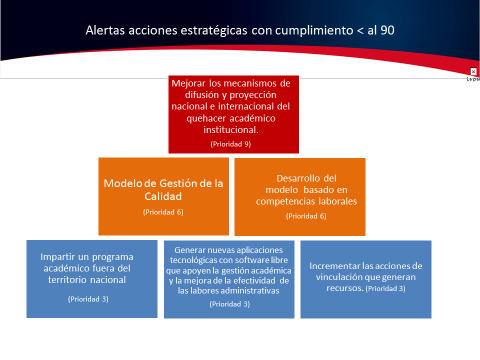 Alertas acciones estratégicas con cumplimiento < al 90
Mejorar los mecanismos de
difusión y proyección
nacional e internacional del
quehacer académico
institucional.
(Prioridad 9)
Modelo de Gestión de la
Calidad
(Prioridad 6)
Desarrollo del
modelo basado en
competencias laborales
(Prioridad 6)
Impartir un programa
académico fuera del
territorio nacional
(Prioridad 3)
Generar nuevas aplicaciones
tecnológicas con software libre
que apoyen la gestión académica
y la mejora de la efectividad de
las labores administrativas
(Prioridad 3)
Incrementar las acciones de
vinculación que generan
recursos. (Prioridad 3)